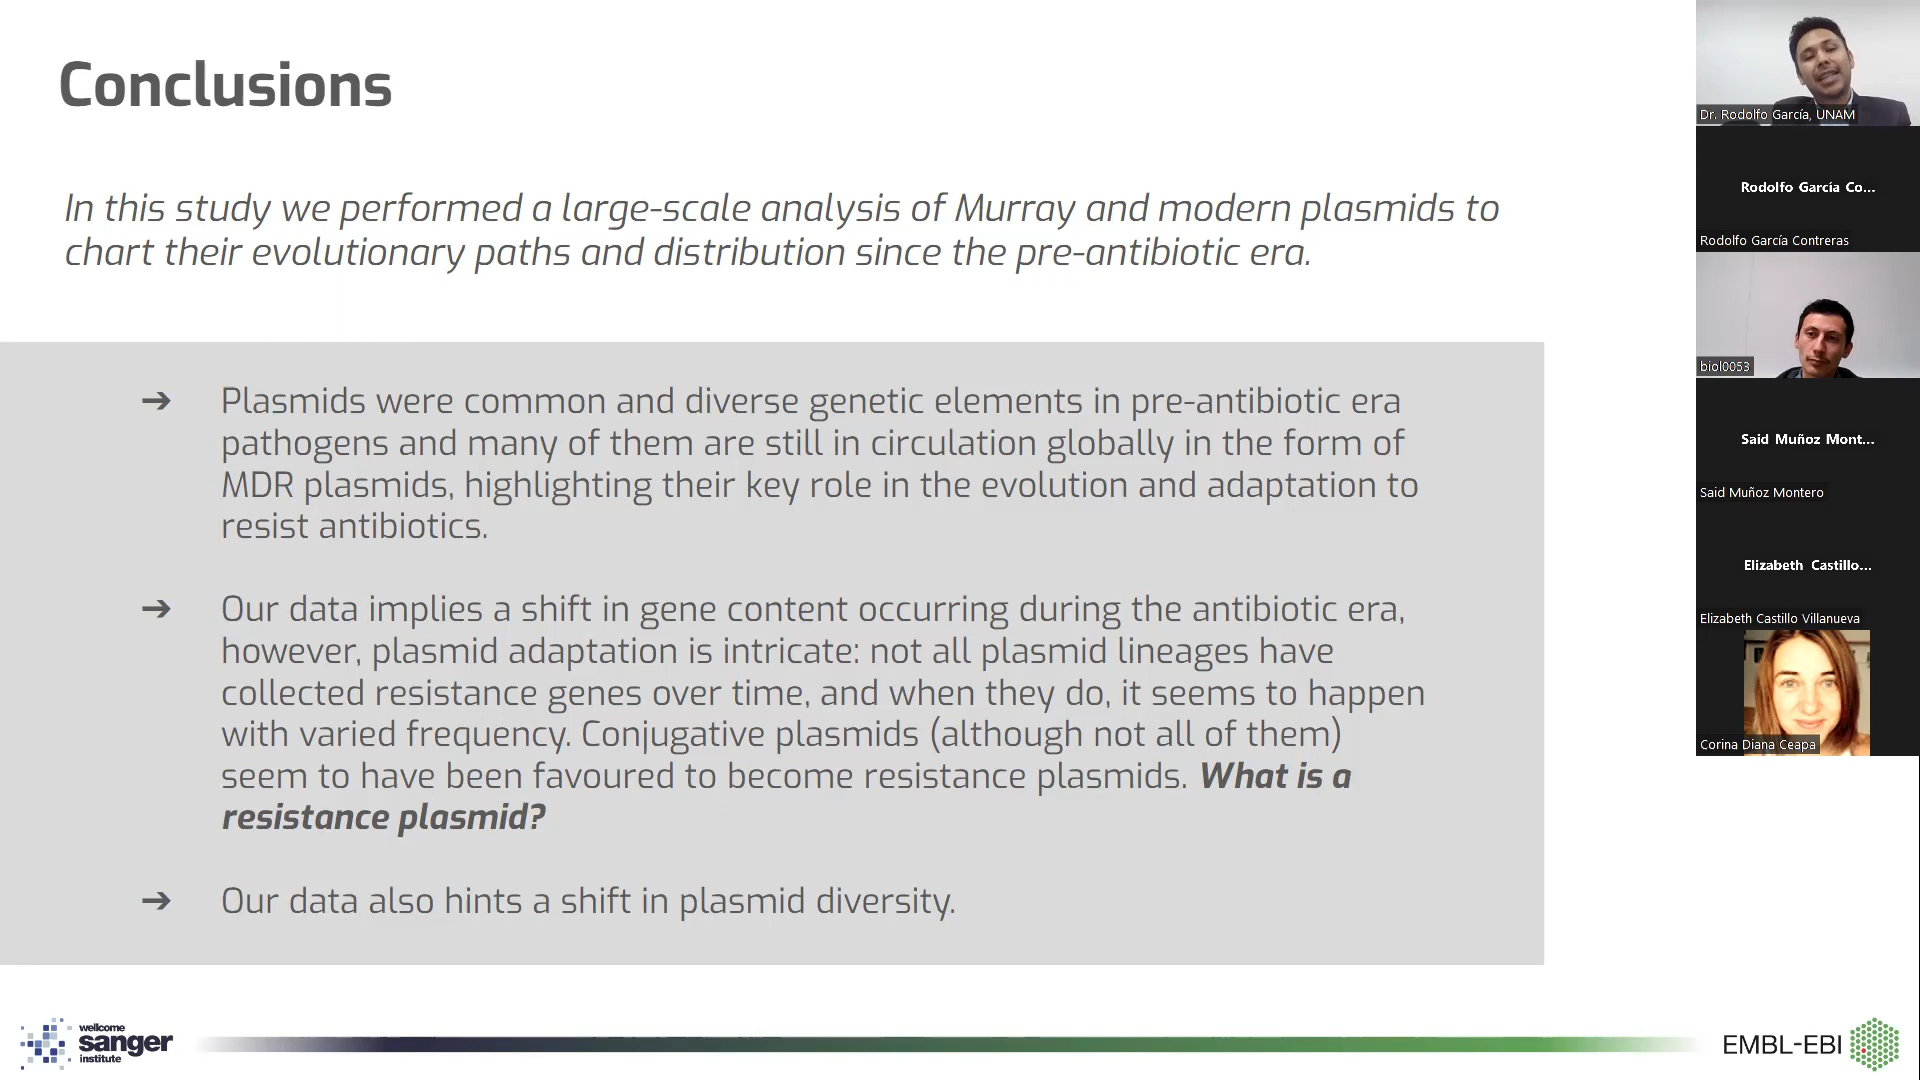 Conclusions
In this study we performed a large-scale analysis of Murray and modern plasmids to
chart their evolutionary paths and distribution since the pre-antibiotic era.
➔ Plasmids were common and diverse genetic elements in pre-antibiotic era
pathogens and many of them are still in circulation globally in the form of
MDR plasmids, highlighting their key role in the evolution and adaptation to
resist antibiotics.
➔ Our data implies a shift in gene content occurring during the antibiotic era,
however, plasmid adaptation is intricate: not all plasmid lineages have
collected resistance genes over time, and when they do, it seems to happen
with varied frequency. Conjugative plasmids (although not all of them)
seem to have been favoured to become resistance plasmids. What is a
resistance plasmid?
➔ Our data also hints a shift in plasmid diversity.
wellcome
sanger
institute
EMBL-EBI
Dr. Rodolfo García, UNAM
Rodolfo García Co...
Rodolfo García Contreras
biol0053
Said Muñoz Mont...
Said Muñoz Montero
Elizabeth Castillo...
Elizabeth Castillo Villanueva
Corina Diana Ceapa